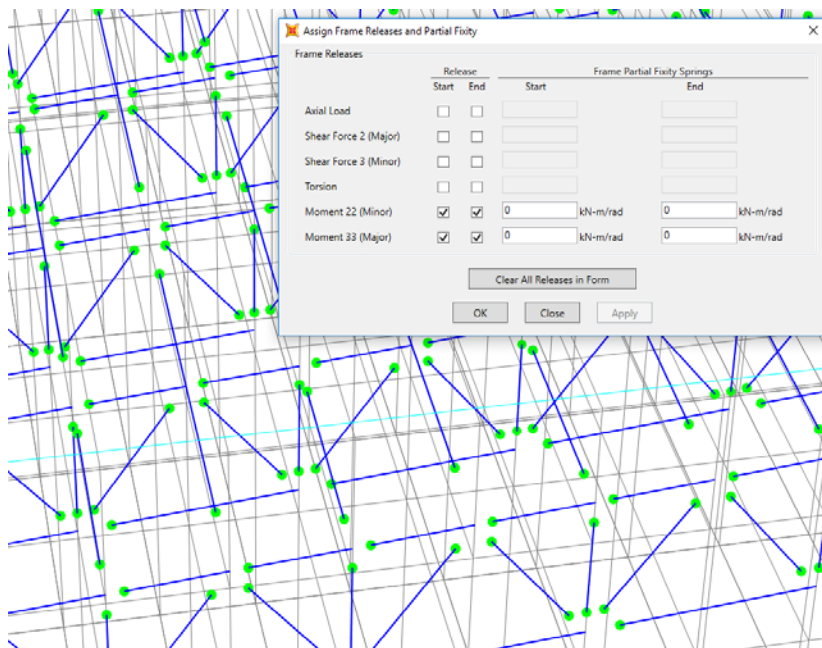 Assign Frame Releases and Partial Fixity
Frame Releases
Release Frame Partial Fixity Springs
Start End Start End
Axial Load
Shear Force 2 (Major)
Shear Force 3 (Minor)
Torsion
Moment 22 (Minor) 0 kN-m/rad 0 kN-m/rad
Moment 33 (Major) 0 kN-m/rad 0 kN-m/rad
Clear All Releases in Form
OK Close Apply